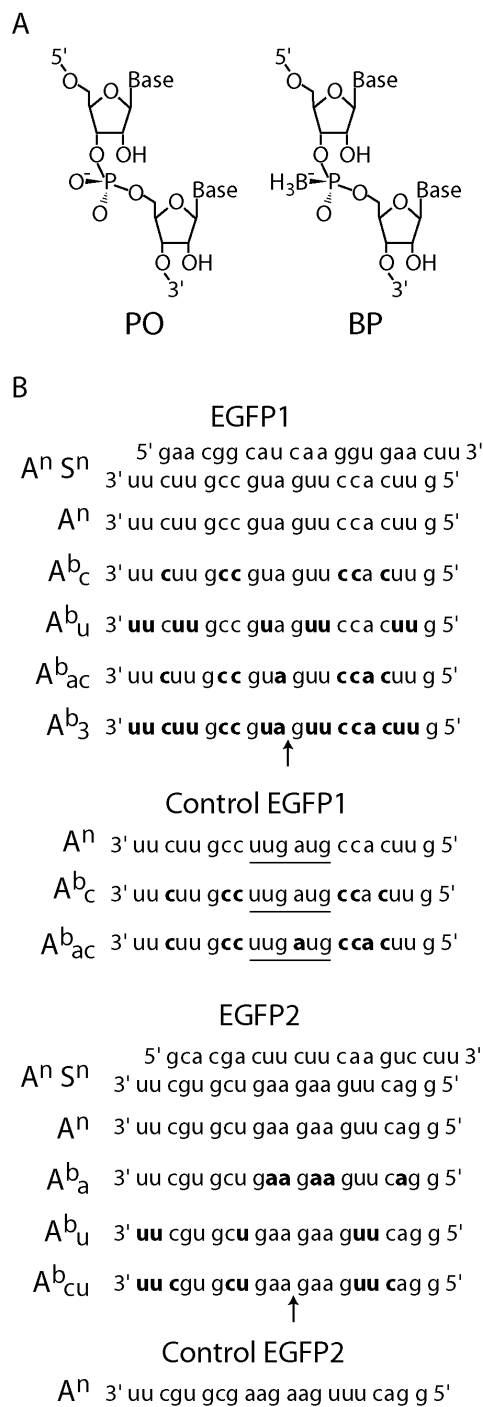 A
5'
O
Base
O
O
OH
O⁻
P
O
O
O
Base
OH
O
3'
PO
5'
O
Base
O
O
OH
H₃B⁻
P
O
O
O
Base
OH
O
3'
BP
B
EGFP1
Aⁿ Sⁿ 5' gaa cgg cau caa ggu gaa cuu 3'
3' uu cuu gcc gua guu cca cuu g 5'
Aⁿ 3' uu cuu gcc gua guu cca cuu g 5'
Aᵇc 3' uu cuu gcc gua guu cca cuu g 5'
Aᵇu 3' uu cuu gcc gua guu cca cuu g 5'
Aᵇac 3' uu cuu gcc gua guu cca cuu g 5'
Aᵇ3 3' uu cuu gcc gua guu cca cuu g 5'
Control EGFP1
Aⁿ 3' uu cuu gcc uug aug cca cuu g 5'
Aᵇc 3' uu cuu gcc uug aug cca cuu g 5'
Aᵇac 3' uu cuu gcc uug aug cca cuu g 5'
EGFP2
Aⁿ Sⁿ 5' gca cga cuu cuu caa guc cuu 3'
3' uu cgu gcu gaa gaa guu cag g 5'
Aⁿ 3' uu cgu gcu gaa gaa guu cag g 5'
Aᵇa 3' uu cgu gcu gaa gaa guu cag g 5'
Aᵇu 3' uu cgu gcu gaa gaa guu cag g 5'
Aᵇcu 3' uu cgu gcu gaa gaa guu cag g 5'
Control EGFP2
Aⁿ 3' uu cgu gcg aag aag uuu cag g 5'